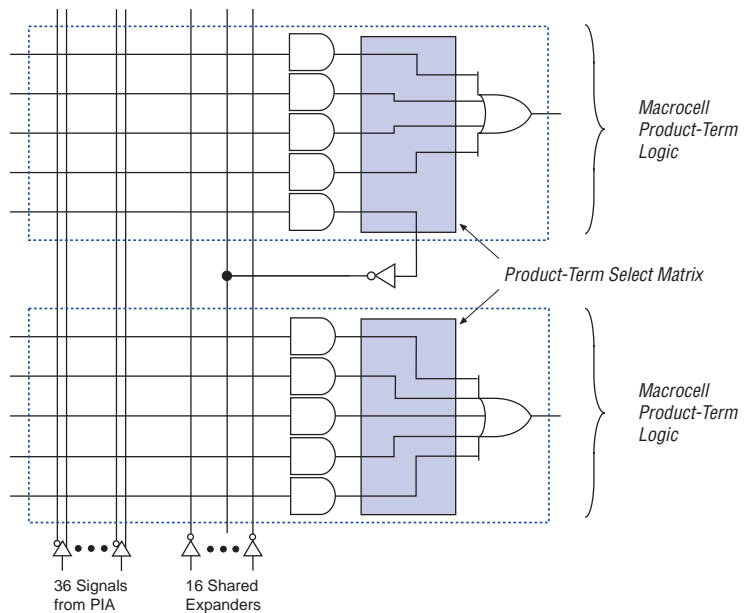 Macrocell
Product-Term
Logic
Product-Term Select Matrix
Macrocell
Product-Term
Logic
36 Signals
from PIA
16 Shared
Expanders